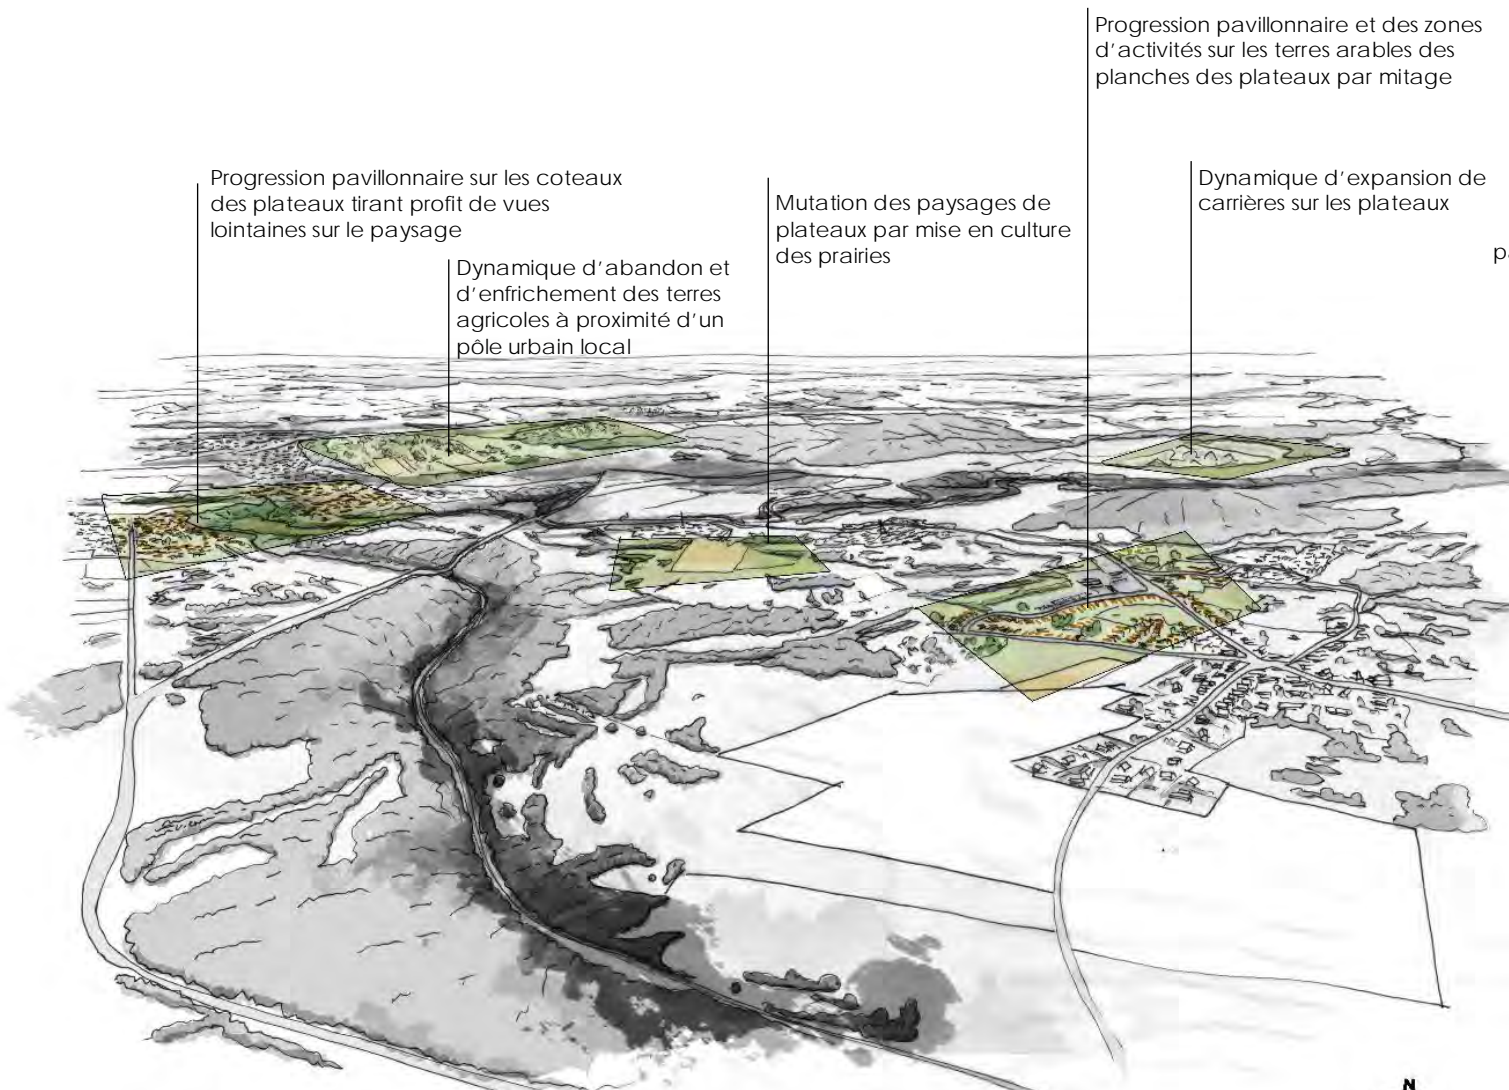 Progression pavillonnaire et des zones
d'activités sur les terres arables des
planches des plateaux par mitage
Progression pavillonnaire sur les coteaux
des plateaux tirant profit de vues
lointaines sur le paysage
Dynamique d'expansion de
carrières sur les plateaux
Mutation des paysages de
plateaux par mise en culture
des prairies
Dynamique d'abandon et
d'enfrichement des terres
agricoles à proximité d'un
pôle urbain local
N